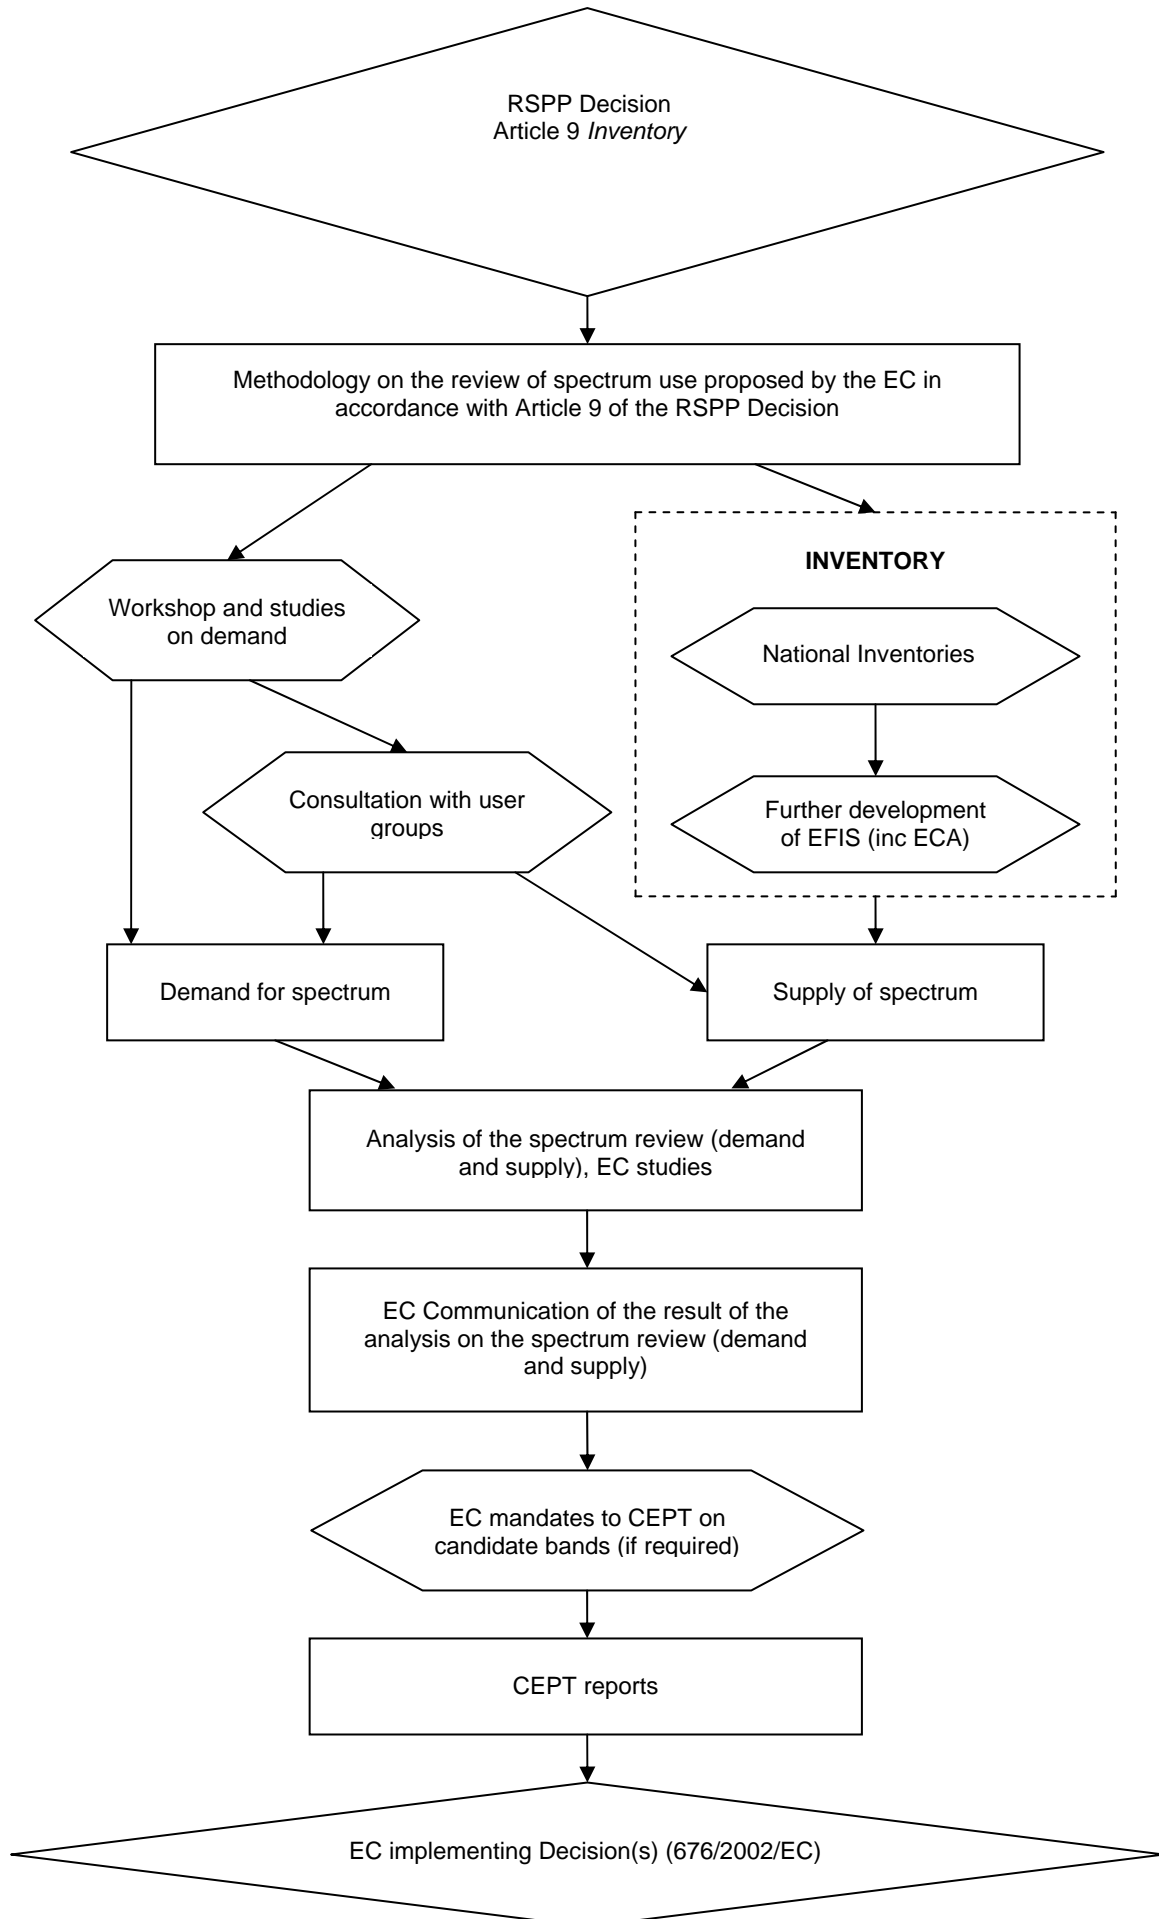 RSPP Decision
Article 9 Inventory
Methodology on the review of spectrum use proposed by the EC in
accordance with Article 9 of the RSPP Decision
Workshop and studies
on demand
INVENTORY
National Inventories
Consultation with user
groups
Further development
of EFIS (inc ECA)
Demand for spectrum
Supply of spectrum
Analysis of the spectrum review (demand
and supply), EC studies
EC Communication of the result of the
analysis on the spectrum review (demand
and supply)
EC mandates to CEPT on
candidate bands (if required)
CEPT reports
EC implementing Decision(s) (676/2002/EC)